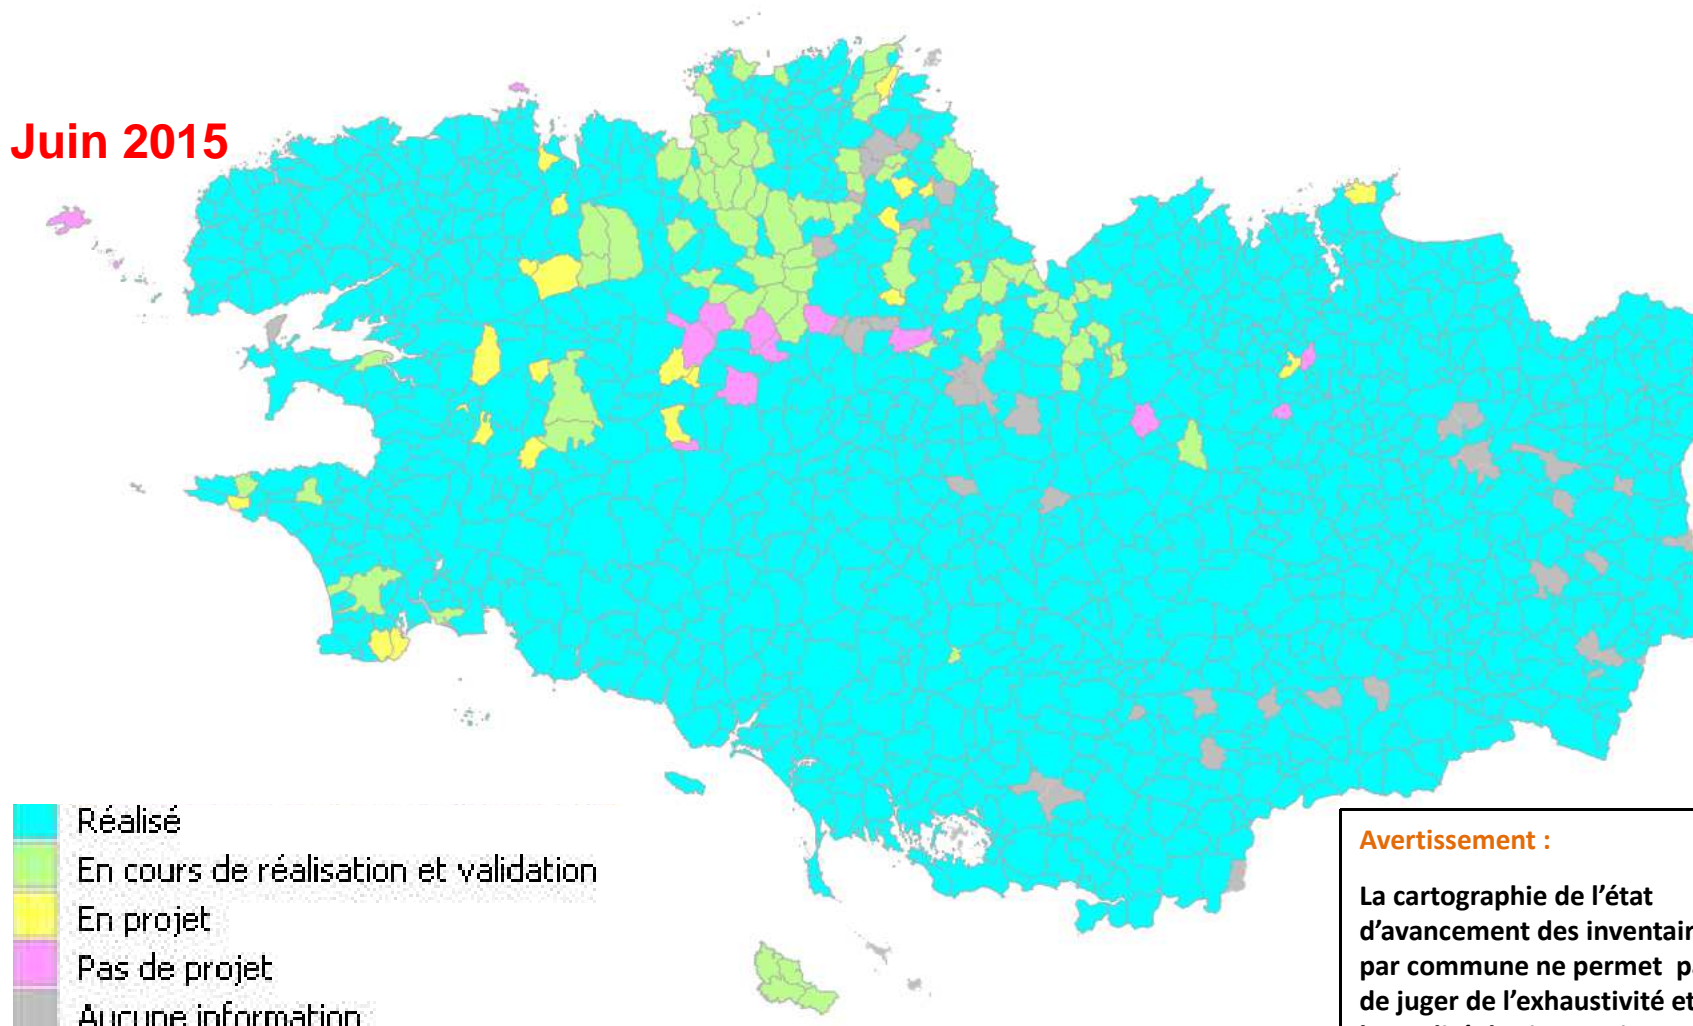 Juin 2015
Réalisé
En cours de réalisation et validation
En projet
Pas de projet
Aucune information
Avertissement :
La cartographie de l'état
d'avancement des inventair
par commune ne permet p
de juger de l'exhaustivité et